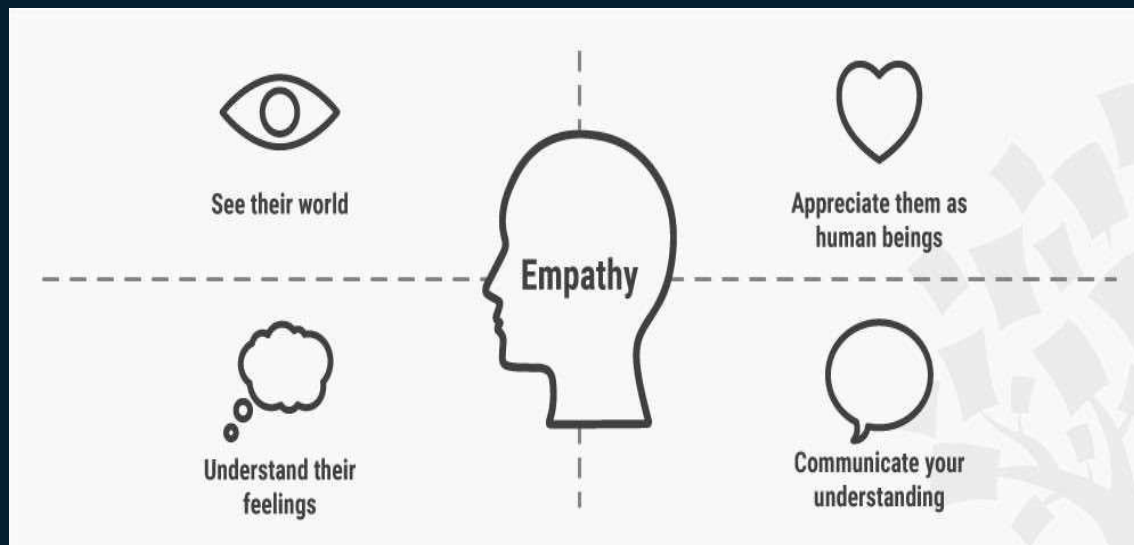 See their world
Appreciate them as
human beings
Empathy
Understand their
feelings
Communicate your
understanding